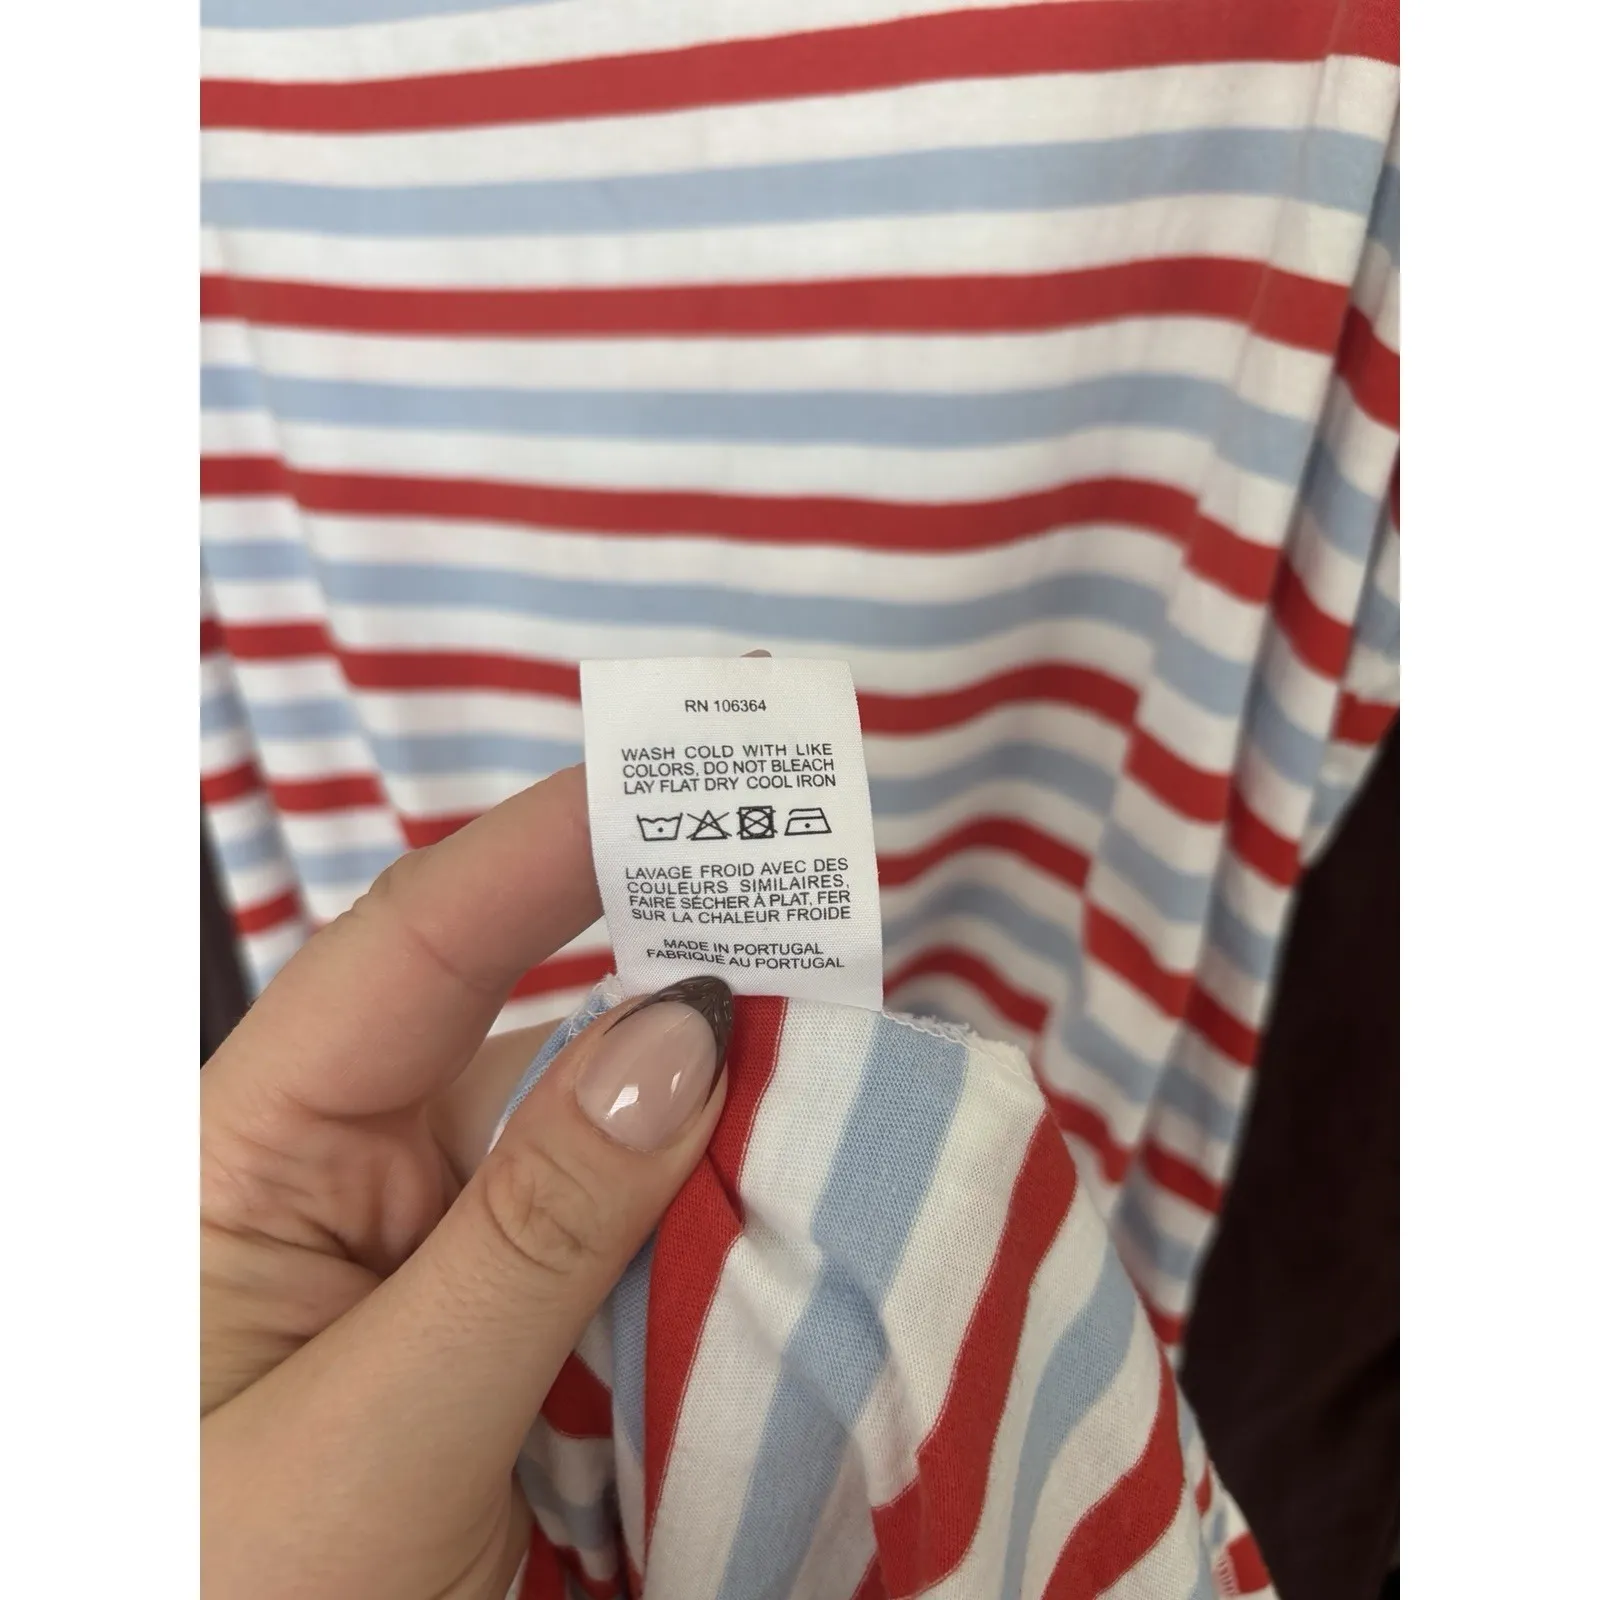 RN 106364
WASH COLD WITH LIKE
COLORS, DO NOT BLEACH
LAY FLAT DRY COOL IRON
LAVAGE FROID AVEC DES
COULEURS SIMILAIRES,
FAIRE SÉCHER À PLAT, FER
SUR LA CHALEUR FROIDE
MADE IN PORTUGAL
FABRIQUÉ AU PORTUGAL